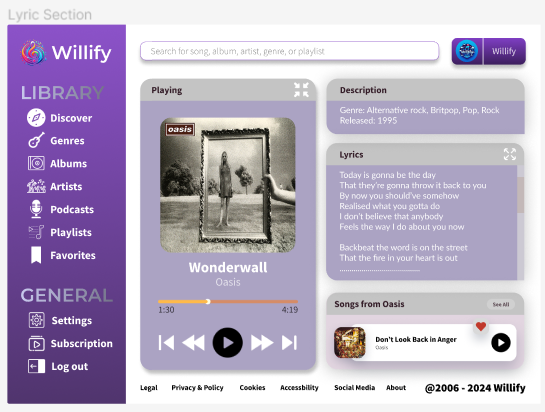 Lyric Section
Willify
Search for song, album, artist, genre, or playlist
Willify
LIBRARY
Discover
Genres
Albums
Artists
Podcasts
Playlists
Favorites
GENERAL
Settings
Subscription
Log out
Playing
oasis
Wonderwall
Oasis
1:30
4:19
Description
Genre: Alternative rock, Britpop, Pop, Rock
Released: 1995
Lyrics
Today is gonna be the day
That they're gonna throw it back to you
By now you should've somehow
Realised what you gotta do
I don't believe that anybody
Feels the way I do about you now
Backbeat the word is on the street
That the fire in your heart is out
Songs from Oasis
See All
Don't Look Back in Anger
Oasis
Legal
Privacy & Policy
Cookies
Accessbility
Social Media
About
@2006 - 2024 Willify